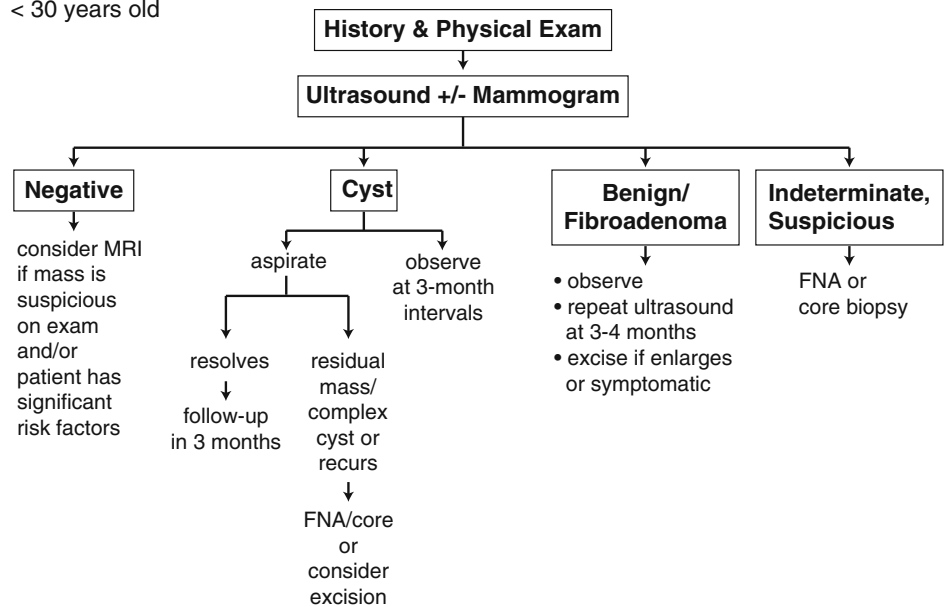 < 30 years old
History & Physical Exam
Ultrasound +/- Mammogram
Negative
consider MRI
if mass is
suspicious
on exam
and/or
patient has
significant
risk factors
Cyst
aspirate
resolves
follow-up
in 3 months
residual
mass/
complex
cyst or
recurs
FNA/core
or
consider
excision
observe
at 3-month
intervals
Benign/
Fibroadenoma
• observe
• repeat ultrasound
at 3-4 months
• excise if enlarges
or symptomatic
Indeterminate,
Suspicious
FNA or
core biopsy